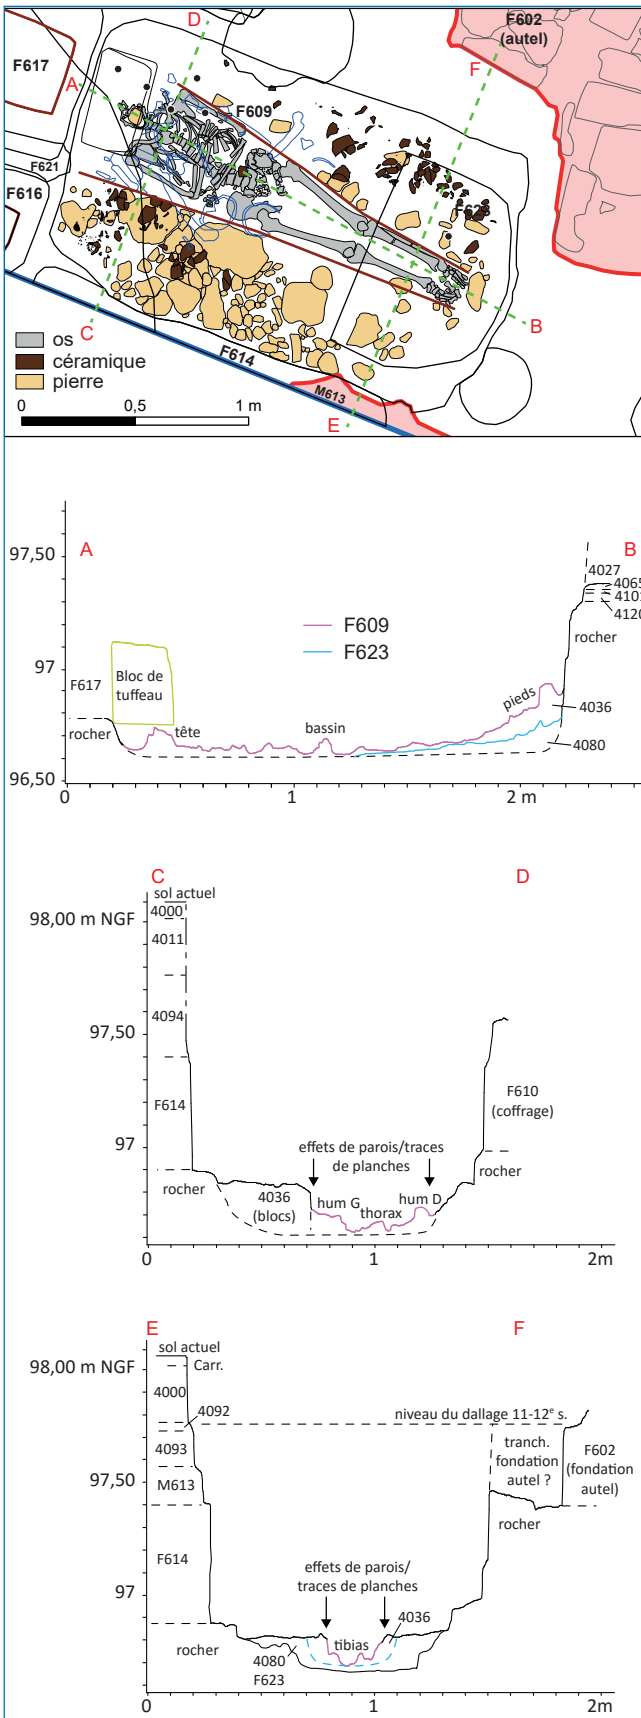 D
F602
(autel)
F617
F
A
F609
F621
F623
F616
B
C
os
céramique
pierre
F614
M613
E
0 0,5 1 m
A
B
97,50
4027
4065
4101
4120
F609
F623
rocher
97
Bloc de
tuffeau
F617
pieds
4036
rocher
tête
bassin
4080
96,50
0 1 2 m
C
D
sol actuel
98,00 m NGF
4000
4011
4094
97,50
F614
F610
(coffrage)
97
effets de parois/traces
de planches
rocher
rocher
4036
(blocs)
hum G
thorax
hum D
0 1 2m
E
F
sol actuel
98,00 m NGF
Carr.
4000
4092
niveau du dallage 11-12e s.
4093
tranch.
fondation
autel ?
F602
(fondation
autel)
97,50
M613
rocher
F614
effets de parois/
traces de planches
97
4036
rocher
tibias
4080
F623
0 1 2m